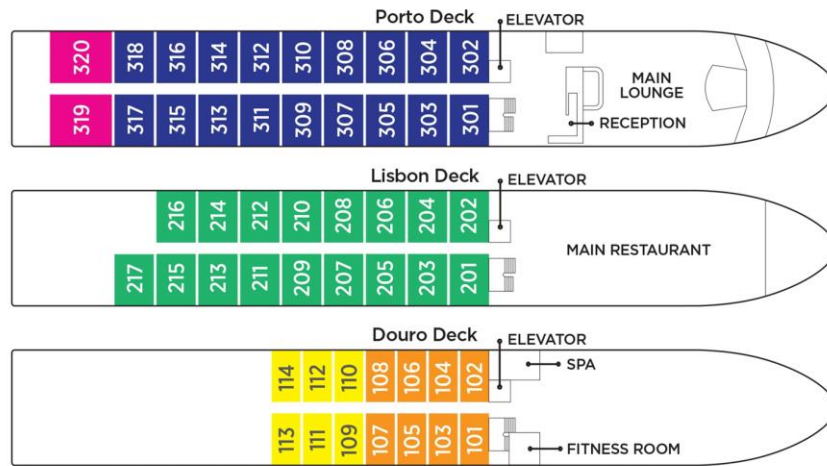 Porto Deck
ELEVATOR
320 318 316 314 312 310 308 306 304 302
MAIN
LOUNGE
319 317 315 313 311 309 307 305 303 301
RECEPTION
Lisbon Deck
ELEVATOR
216 214 212 210 208 206 204 202
MAIN RESTAURANT
217 215 213 211 209 207 205 203 201
Douro Deck
ELEVATOR
114 112 110 108 106 104 102
SPA
113 111 109 107 105 103 101
FITNESS ROOM